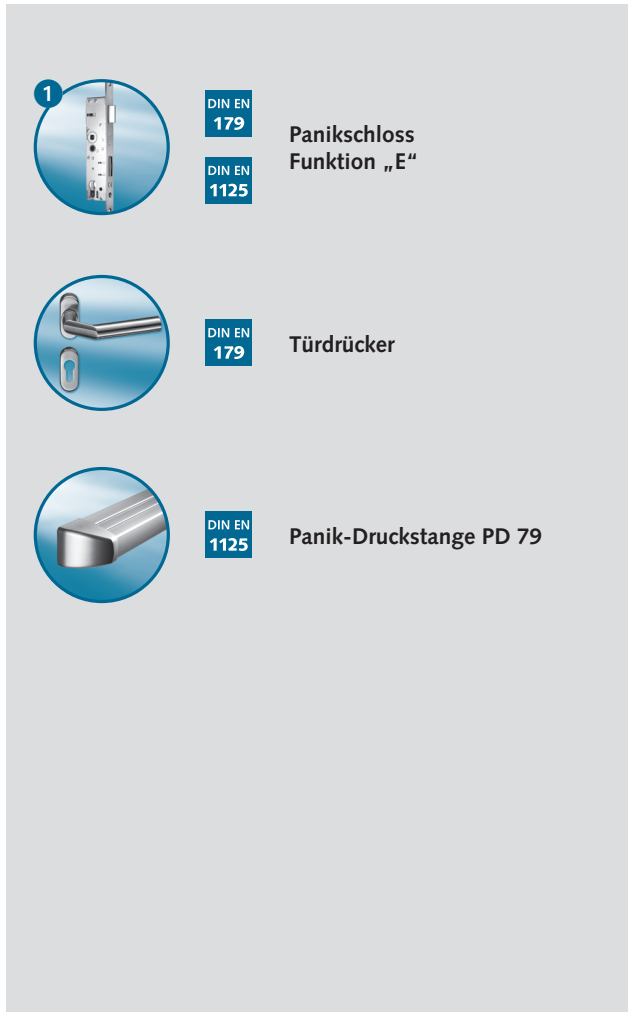 1
DIN EN
179
DIN EN
1125
Panikschloss
Funktion „E“
DIN EN
179
Türdrücker
DIN EN
1125
Panik-Druckstange PD 79